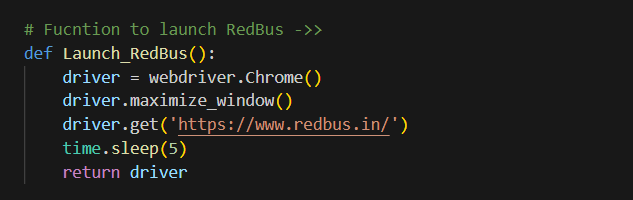 # Fucntion to launch RedBus ->>
def Launch_RedBus():
    driver = webdriver.Chrome()
    driver.maximize_window()
    driver.get('https://www.redbus.in/')
    time.sleep(5)
    return driver